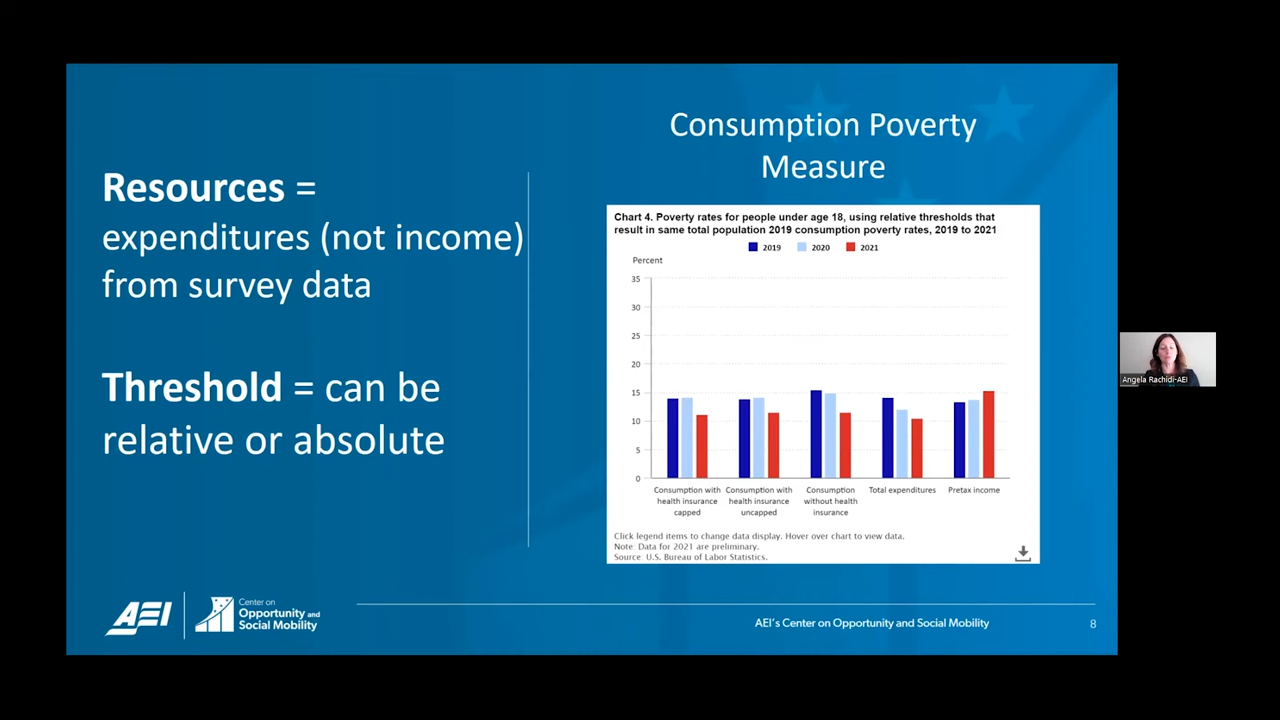 Resources =
expenditures (not income)
from survey data
Threshold = can be
relative or absolute
Consumption Poverty
Measure
Chart 4. Poverty rates for people under age 18, using relative thresholds that
result in same total population 2019 consumption poverty rates, 2019 to 2021
2019 2020 2021
Percent
35
30
25
20
15
10
5
0
Consumption with
health insurance
capped
Consumption with
health insurance
uncapped
Consumption
without health
insurance
Total expenditures
Pretax income
Click legend items to change data display. Hover over chart to view data.
Note: Data for 2021 are preliminary.
Source: U.S. Bureau of Labor Statistics.
AEI
Center on
Opportunity and
Social Mobility
AEI's Center on Opportunity and Social Mobility
8
Angela Rachidi-AEI